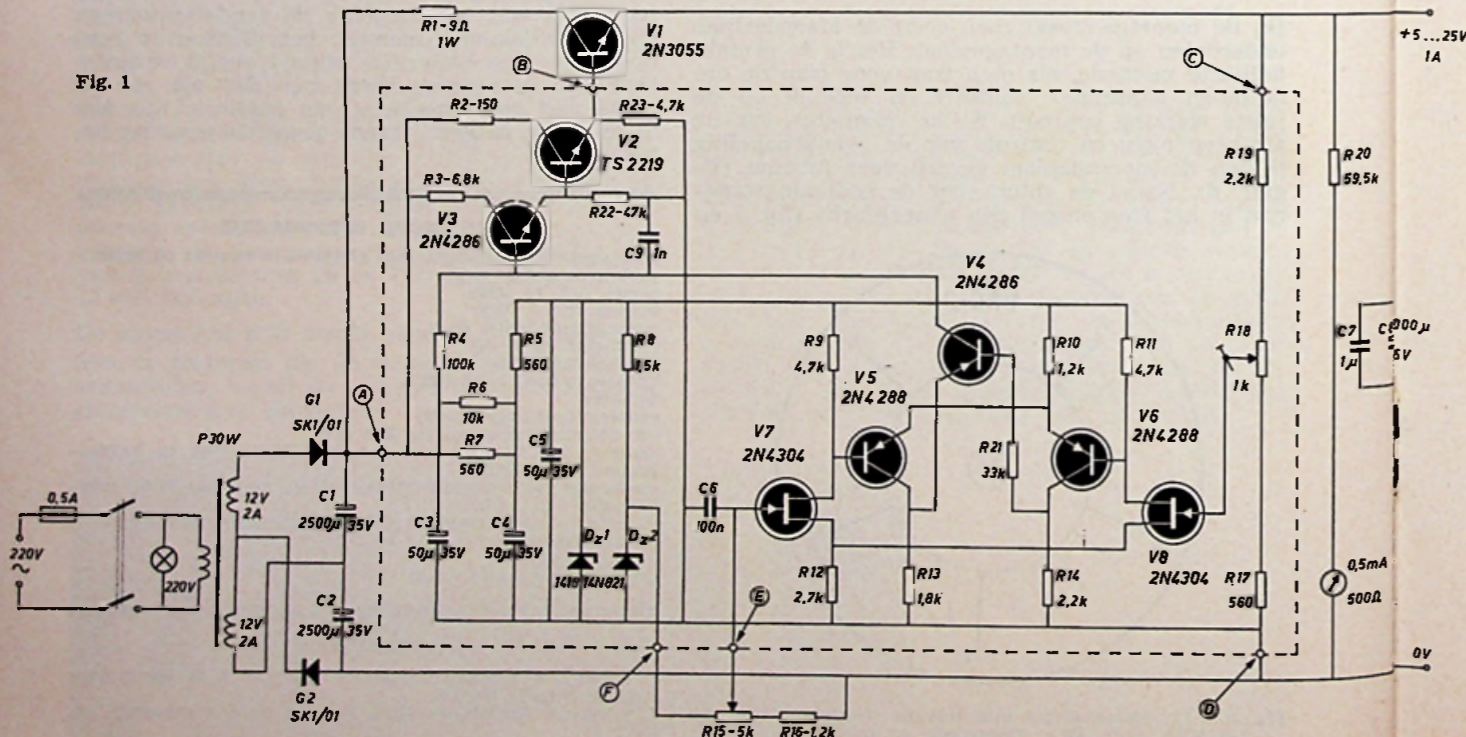 Fig. 1
R1-9Ω
1W
V1
2N3055
+5...25V
1A
B
C
R2-150
R23-4,7k
V2
TS 2219
R3-6,8k
R22-47k
V3
2N4286
C9 1n
R19
2,2k
R20
59,5k
V4
2N4286
R4
100k
R5
560
R8
1,5k
R9
4,7k
R10
1,2k
R11
4,7k
R18
1k
C7
1μ
R6
10k
V5
2N4288
V6
2N4288
G1
SK1/01
A
R7
560
C5
50μ 35V
V7
2N4304
R21
33k
P30W
12V
2A
C1
2500μ 35V
C6
100n
0,5A
C3
50μ 35V
C4
50μ 35V
Dz1
Dz2
V8
2N4304
220V
~
220V
C2
2500μ 35V
12V
2A
E
R12
2,7k
R13
1,8k
R14
2,2k
R17
560
0,5mA
500Ω
0V
G2
SK1/01
F
D
R15-5k
R16-1,2k